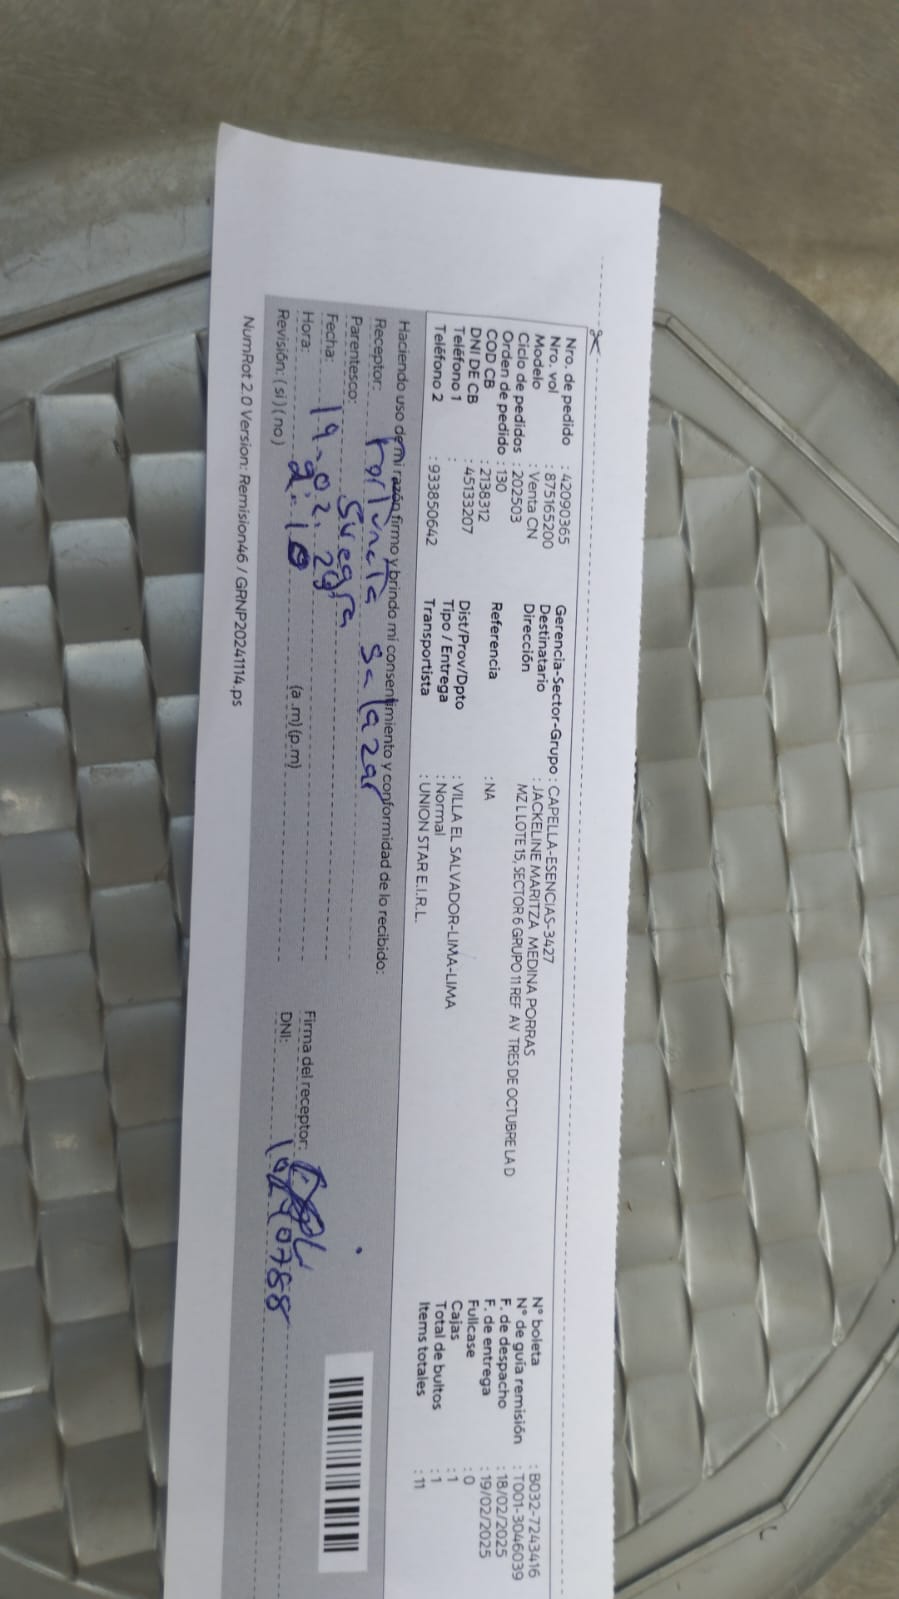 Nro. de pedido : 42090365
Nro. vol : 875165200
Modelo : Venta CN
Ciclo de pedidos : 202503
Orden de pedido : 130
COD CB : 2138312
DNI DE CB : 45133207
Teléfono 1 :
Teléfono 2 : 933850642
Gerencia-Sector-Grupo : CAPELLA-ESENCIAS-3427
Destinatario : JACKELINE MARITZA MEDINA PORRAS
Dirección MZ L LOTE 15, SECTOR 6 GRUPO 11 REF AV TRES DE OCTUBRE LA D
Referencia : NA
Dist/Prov/Dpto : VILLA EL SALVADOR-LIMA-LIMA
Tipo / Entrega : Normal
Transportista : UNION STAR E.I.R.L.
N° boleta : B032-7243416
N° de guía remisión : T001-3046039
F. de despacho : 18/02/2025
F. de entrega : 19/02/2025
Fullcase : 0
Cajas : 1
Total de bultos : 1
Items totales : 11
Haciendo uso de mi razón firmo y brindo mi consentimiento y conformidad de lo recibido:
Receptor: Fortunata Salazar
Parentesco: Suegra
Fecha: 19-02.
Hora: 2:10 (a .m) (p.m)
Revisión: ( si ) ( no )
Firma del receptor:
DNI:
NumRot 2.0 Version: Remision46 / GRNP20241114.ps